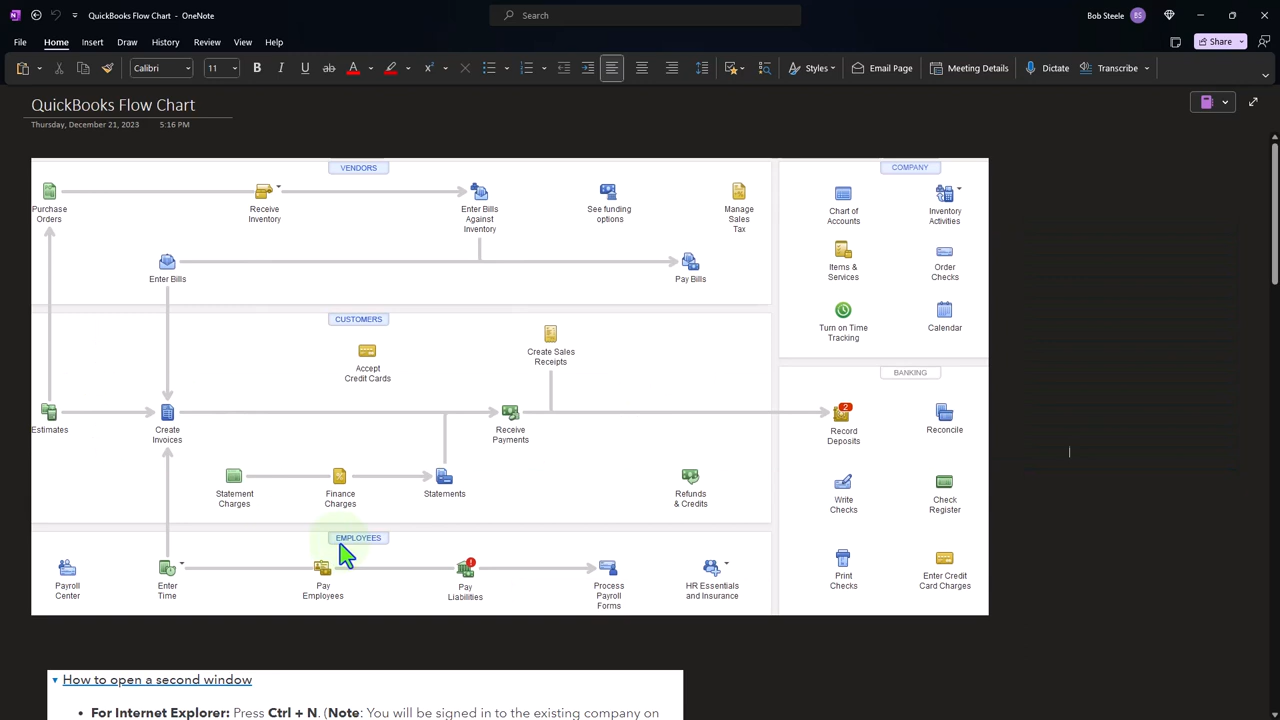 QuickBooks Flow Chart - OneNote
Search
Bob Steele
BS
File Home Insert Draw History Review View Help
Share
Calibri 11 B I U ab A Styles Email Page Meeting Details Dictate Transcribe
QuickBooks Flow Chart
Thursday, December 21, 2023 5:16 PM
VENDORS
Purchase
Orders
Receive
Inventory
Enter Bills
Against
Inventory
See funding
options
Manage
Sales
Tax
Enter Bills
Pay Bills
CUSTOMERS
Accept
Credit Cards
Create Sales
Receipts
Estimates
Create
Invoices
Receive
Payments
Statement
Charges
Finance
Charges
Statements
Refunds
& Credits
EMPLOYEES
Payroll
Center
Enter
Time
Pay
Employees
Pay
Liabilities
Process
Payroll
Forms
HR Essentials
and Insurance
COMPANY
Chart of
Accounts
Inventory
Activities
Items &
Services
Order
Checks
Turn on Time
Tracking
Calendar
BANKING
2
Record
Deposits
Reconcile
Write
Checks
Check
Register
Print
Checks
Enter Credit
Card Charges
How to open a second window
• For Internet Explorer: Press Ctrl + N. (Note: You will be signed in to the existing company on